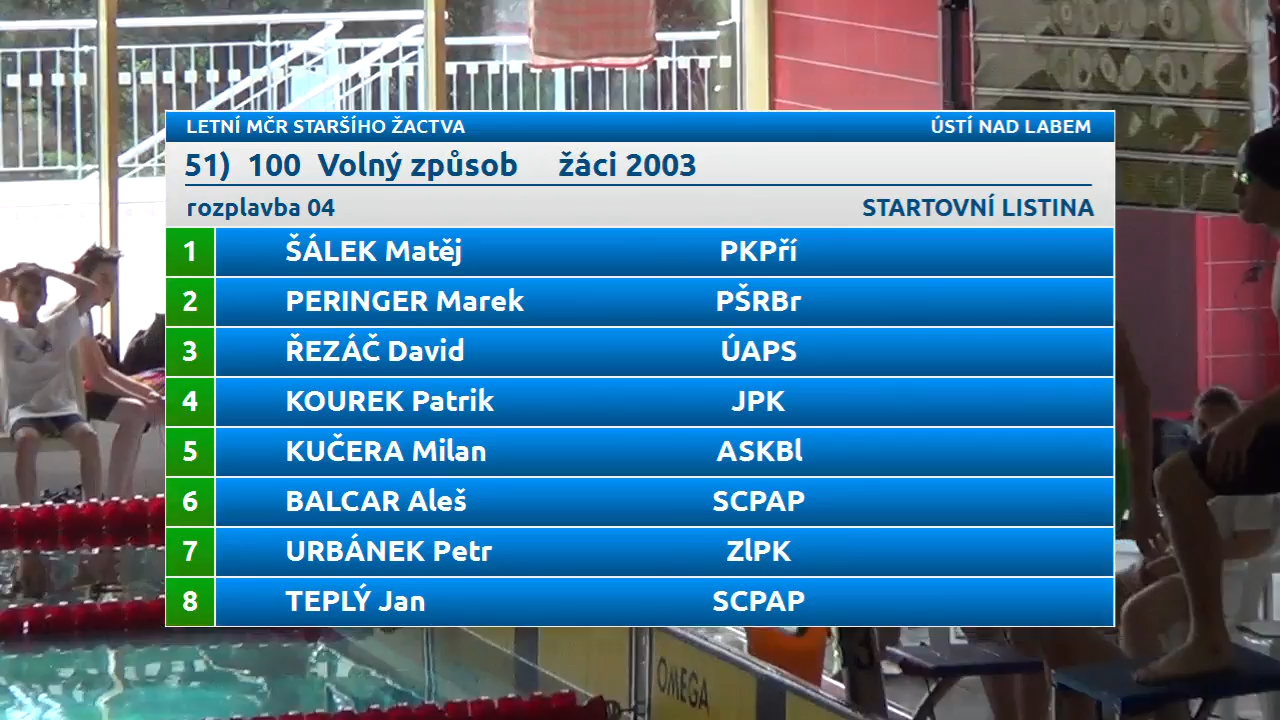 LETNÍ MČR STARŠÍHO ŽACTVA ÚSTÍ NAD LABEM
51) 100 Volný způsob žáci 2003
rozplavba 04 STARTOVNÍ LISTINA
1 ŠÁLEK Matěj PKPří
2 PERINGER Marek PŠRBr
3 ŘEZÁČ David ÚAPS
4 KOUREK Patrik JPK
5 KUČERA Milan ASKBl
6 BALCAR Aleš SCPAP
7 URBÁNEK Petr ZlPK
8 TEPLÝ Jan SCPAP
3
OMEGA